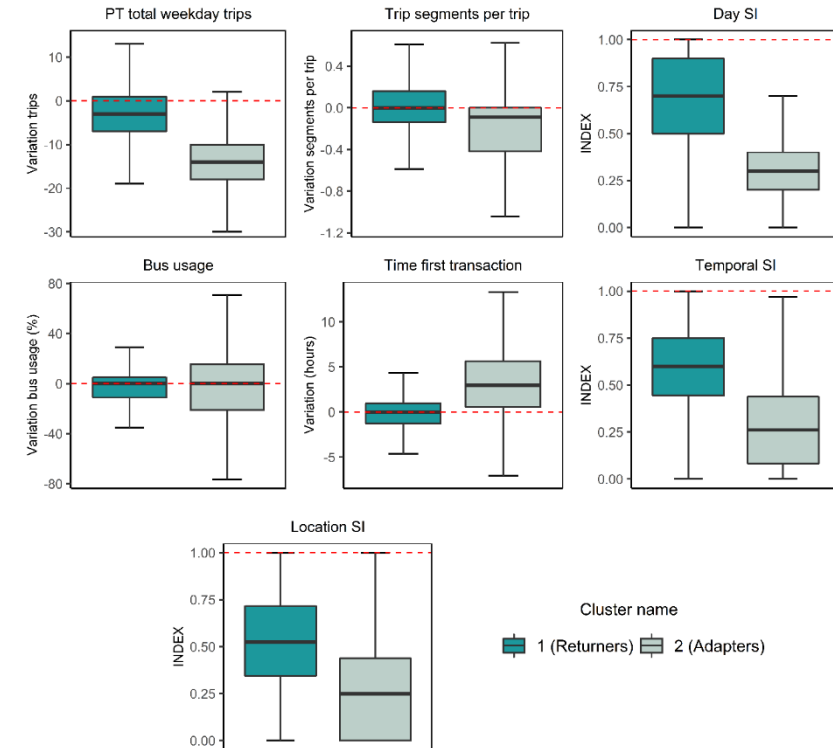 PT total weekday trips
Variation trips
10
0
-10
-20
-30
Trip segments per trip
Variation segments per trip
0.4
0.0
-0.4
-0.8
-1.2
Day SI
INDEX
1.00
0.75
0.50
0.25
0.00
Bus usage
Variation bus usage (%)
80
40
0
-40
-80
Time first transaction
Variation (hours)
10
5
0
-5
Temporal SI
INDEX
1.00
0.75
0.50
0.25
0.00
Location SI
INDEX
1.00
0.75
0.50
0.25
0.00
Cluster name
1 (Returners)
2 (Adapters)